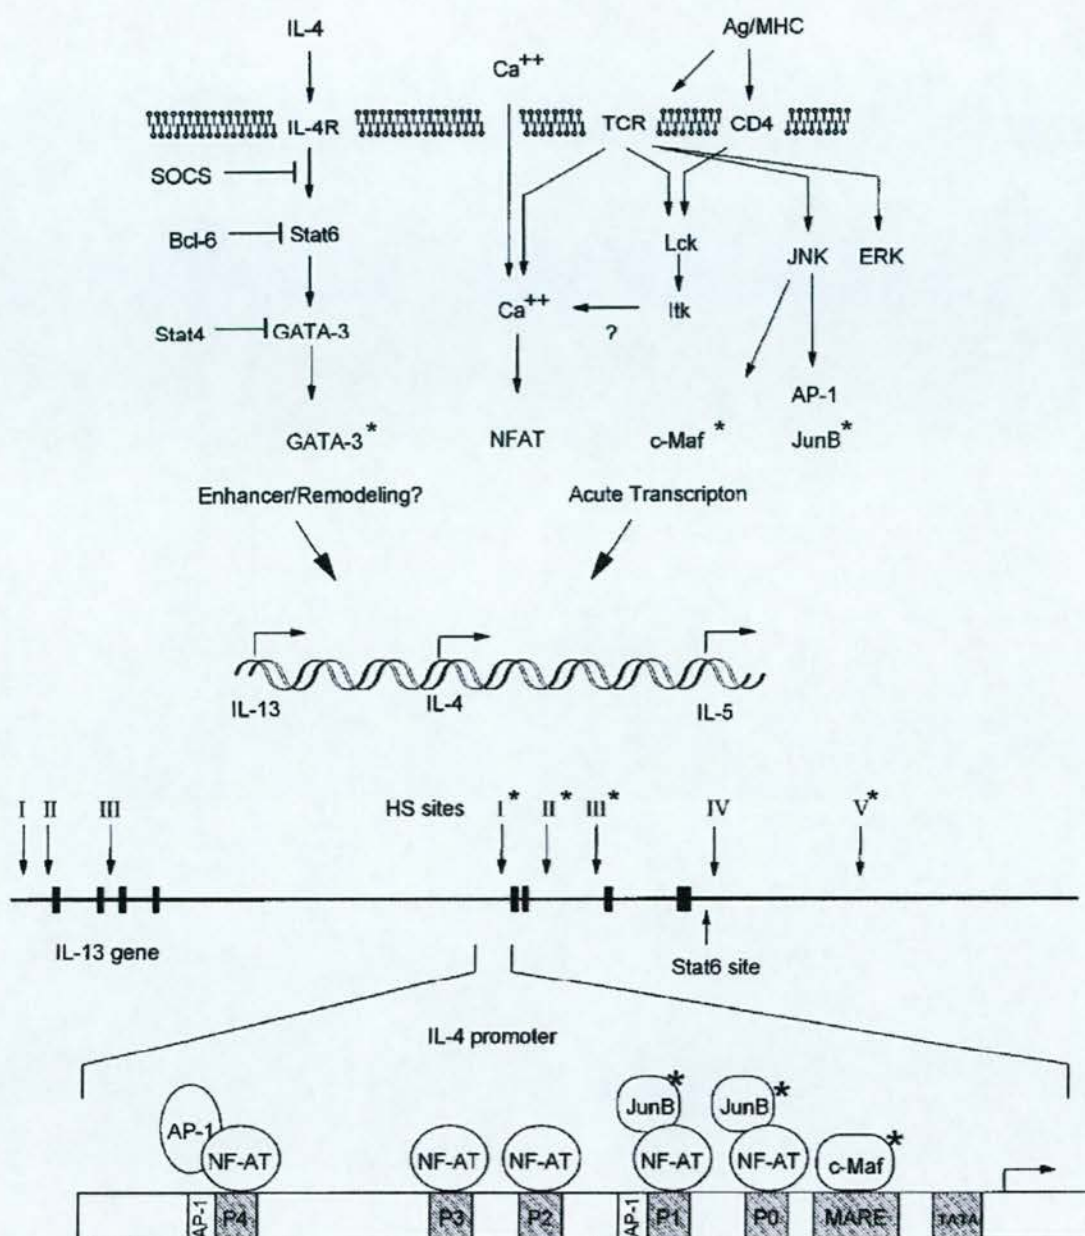 IL-4
Ag/MHC
Ca++
IL-4R
TCR
CD4
SOCS
Bcl-6
Stat6
Lck
JNK
ERK
Stat4
GATA-3
Ca++
?
Itk
AP-1
GATA-3*
NFAT
c-Maf *
JunB*
Enhancer/Remodeling?
Acute Transcripton
IL-13
IL-4
IL-5
I II III HS sites I* II* III* IV V*
IL-13 gene
Stat6 site
IL-4 promoter
AP-1
NF-AT
NF-AT
NF-AT
JunB*
NF-AT
JunB*
NF-AT
c-Maf*
AP-1 P4 P3 P2 AP-1 P1 P0 MARE TATA